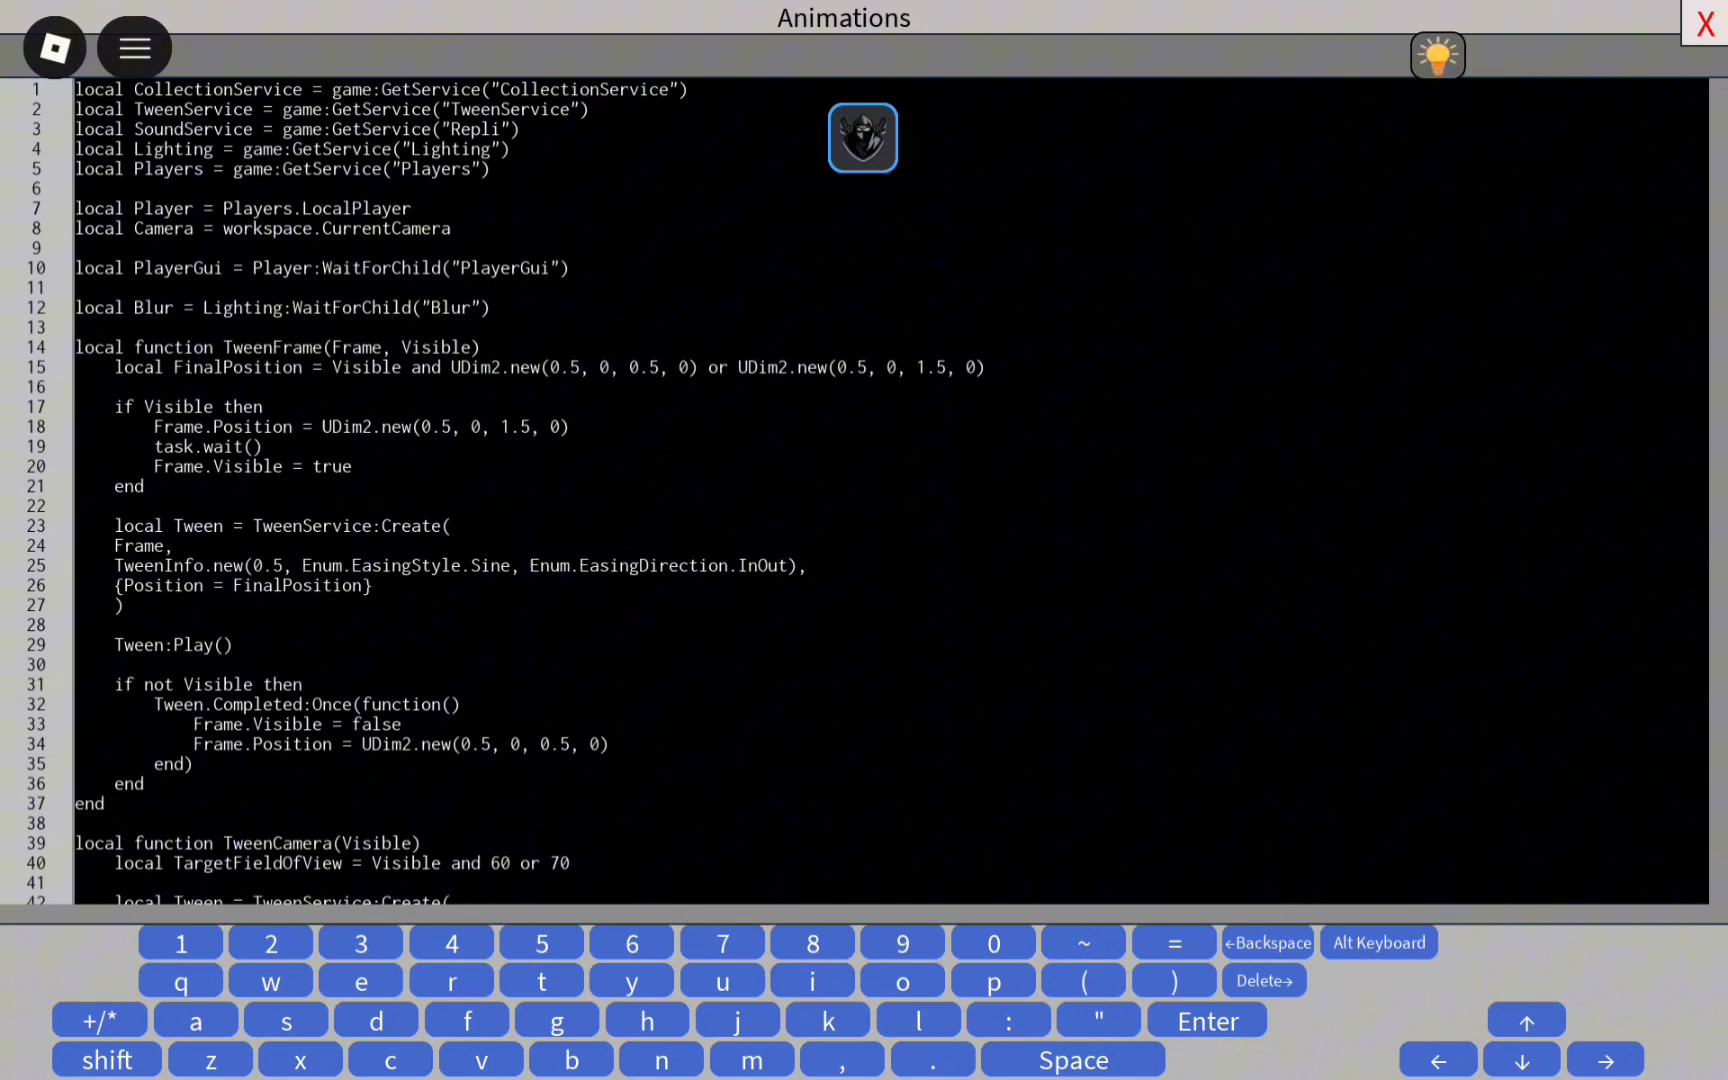 Animations
X
1 local CollectionService = game:GetService("CollectionService")
2 local TweenService = game:GetService("TweenService")
3 local SoundService = game:GetService("Repli")
4 local Lighting = game:GetService("Lighting")
5 local Players = game:GetService("Players")
6
7 local Player = Players.LocalPlayer
8 local Camera = workspace.CurrentCamera
9
10 local PlayerGui = Player:WaitForChild("PlayerGui")
11
12 local Blur = Lighting:WaitForChild("Blur")
13
14 local function TweenFrame(Frame, Visible)
15     local FinalPosition = Visible and UDim2.new(0.5, 0, 0.5, 0) or UDim2.new(0.5, 0, 1.5, 0)
16
17     if Visible then
18         Frame.Position = UDim2.new(0.5, 0, 1.5, 0)
19         task.wait()
20         Frame.Visible = true
21     end
22
23     local Tween = TweenService:Create(
24     Frame,
25     TweenInfo.new(0.5, Enum.EasingStyle.Sine, Enum.EasingDirection.InOut),
26     {Position = FinalPosition}
27     )
28
29     Tween:Play()
30
31     if not Visible then
32         Tween.Completed:Once(function()
33             Frame.Visible = false
34             Frame.Position = UDim2.new(0.5, 0, 0.5, 0)
35         end)
36     end
37 end
38
39 local function TweenCamera(Visible)
40     local TargetFieldOfView = Visible and 60 or 70
41
42     local Tween = TweenService:Create(
1 2 3 4 5 6 7 8 9 0 ~ = ←Backspace Alt Keyboard
q w e r t y u i o p ( ) Delete→
+/* a s d f g h j k l : " Enter ↑
shift z x c v b n m , . Space ← ↓ →